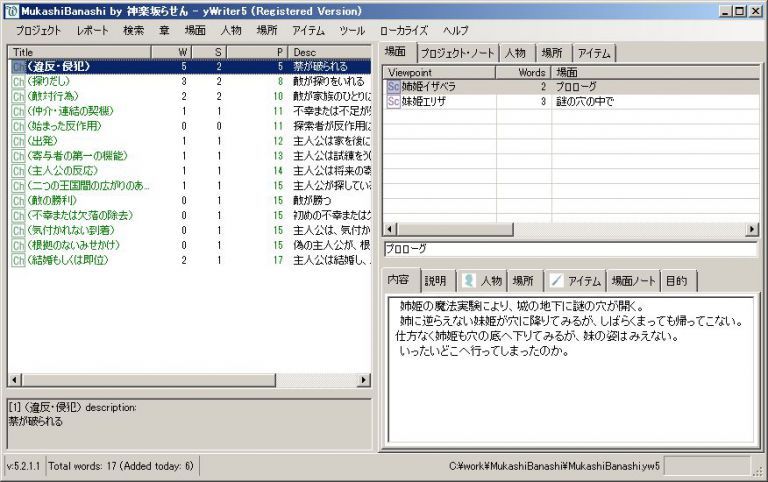 MukashiBanashi by 神楽坂らせん - yWriter5 (Registered Version)
プロジェクト レポート 検索 章 場面 人物 場所 アイテム ツール ローカライズ ヘルプ
Title W S P Desc
Ch (違反・侵犯) 5 2 5 禁が破られる
Ch (探りだし) 3 2 8 敵が探りをいれる
Ch (敵対行為) 2 2 10 敵が家族のひとりに
Ch (仲介・連結の契機) 1 1 11 不幸または不足が
Ch (始まった反作用) 0 0 11 探索者が反作用に
Ch (出発) 1 1 12 主人公は家を後に
Ch (寄与者の第一の機能) 1 1 13 主人公は試練をう
Ch (主人公の反応) 1 1 14 主人公は将来の寄
Ch (二つの王国間の広がりのあ... 1 1 15 主人公が探してい
Ch (敵の勝利) 0 1 15 敵が勝つ
Ch (不幸または欠落の除去) 0 1 15 初めの不幸または
Ch (気付かれない到着) 0 1 15 主人公は、気付か
Ch (根拠のないみせかけ) 0 1 15 偽の主人公が、根
Ch (結婚もしくは即位) 2 1 17 主人公は結婚し、
[1] (違反・侵犯) description:
禁が破られる
場面 プロジェクト・ノート 人物 場所 アイテム
Viewpoint Words 場面
Sc 姉姫イザベラ 2 プロローグ
Sc 妹姫エリザ 3 謎の穴の中で
プロローグ
内容 説明 人物 場所 アイテム 場面ノート 目的
姉姫の魔法実験により、城の地下に謎の穴が開く。
姉に逆らえない妹姫が穴に降りてみるが、しばらくまっても帰ってこない。
仕方なく姉姫も穴の底へ下りてみるが、妹の姿はみえない。
いったいどこへ行ってしまったのか。
v:5.2.1.1 Total words: 17 (Added today: 6) C:¥work¥MukashiBanashi¥MukashiBanashi.yw5